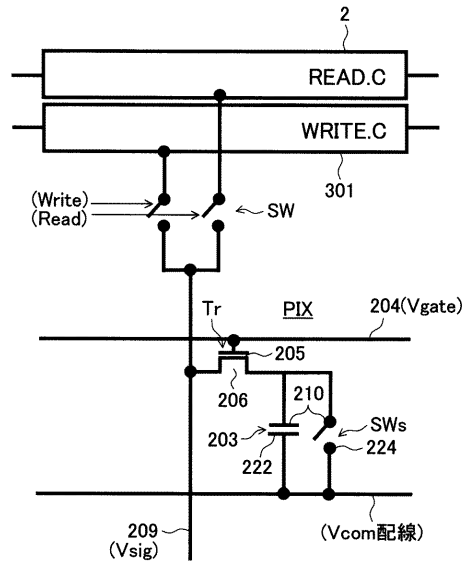 2
READ.C
WRITE.C
301
(Write)
(Read)
SW
PIX
204(Vgate)
Tr
205
206
210
203
222
SWs
224
209
(Vsig)
(Vcom配線)